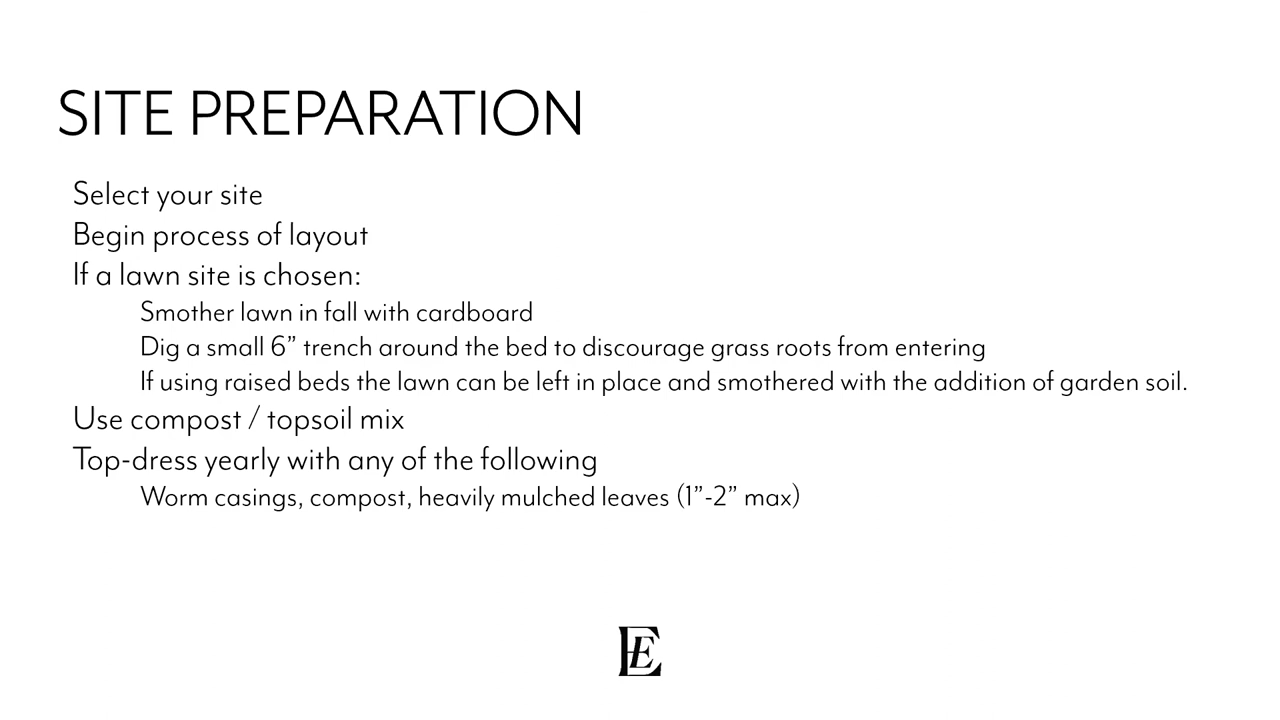 SITE PREPARATION
Select your site
Begin process of layout
If a lawn site is chosen:
Smother lawn in fall with cardboard
Dig a small 6” trench around the bed to discourage grass roots from entering
If using raised beds the lawn can be left in place and smothered with the addition of garden soil.
Use compost / topsoil mix
Top-dress yearly with any of the following
Worm casings, compost, heavily mulched leaves (1”-2” max)
EE